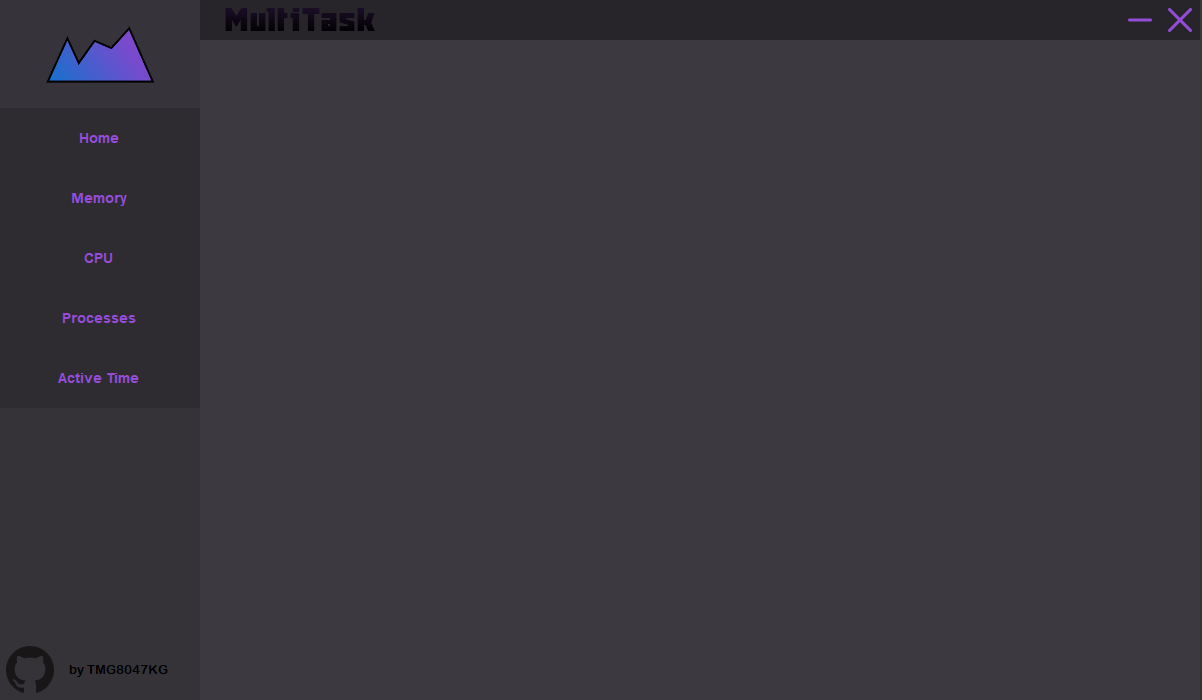 MultiTask
Home
Memory
CPU
Processes
Active Time
by TMG8047KG